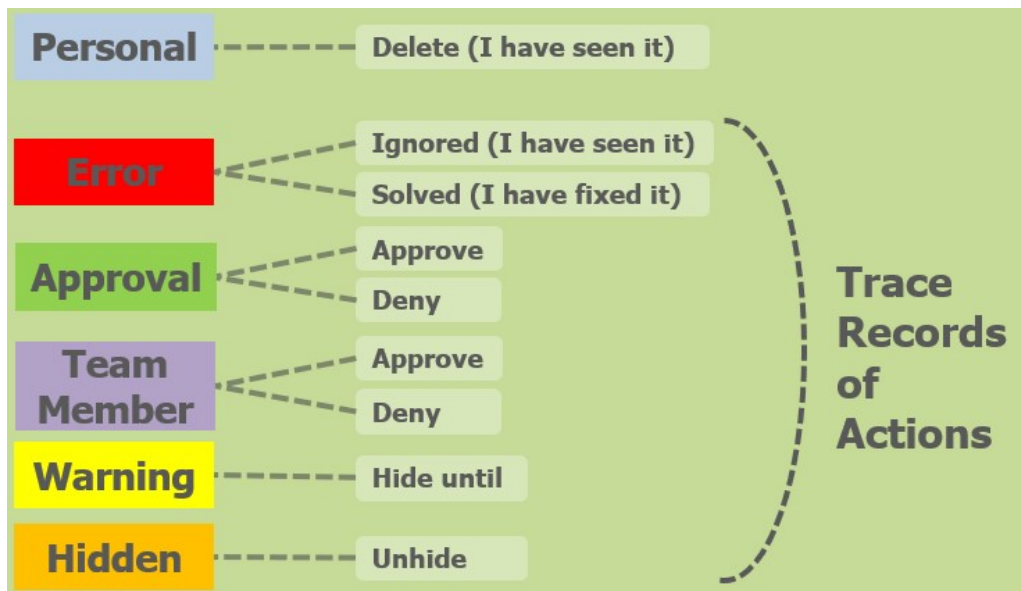 Personal
Delete (I have seen it)
Error
Ignored (I have seen it)
Solved (I have fixed it)
Approval
Approve
Deny
Team
Member
Approve
Deny
Warning
Hide until
Hidden
Unhide
Trace
Records
of
Actions